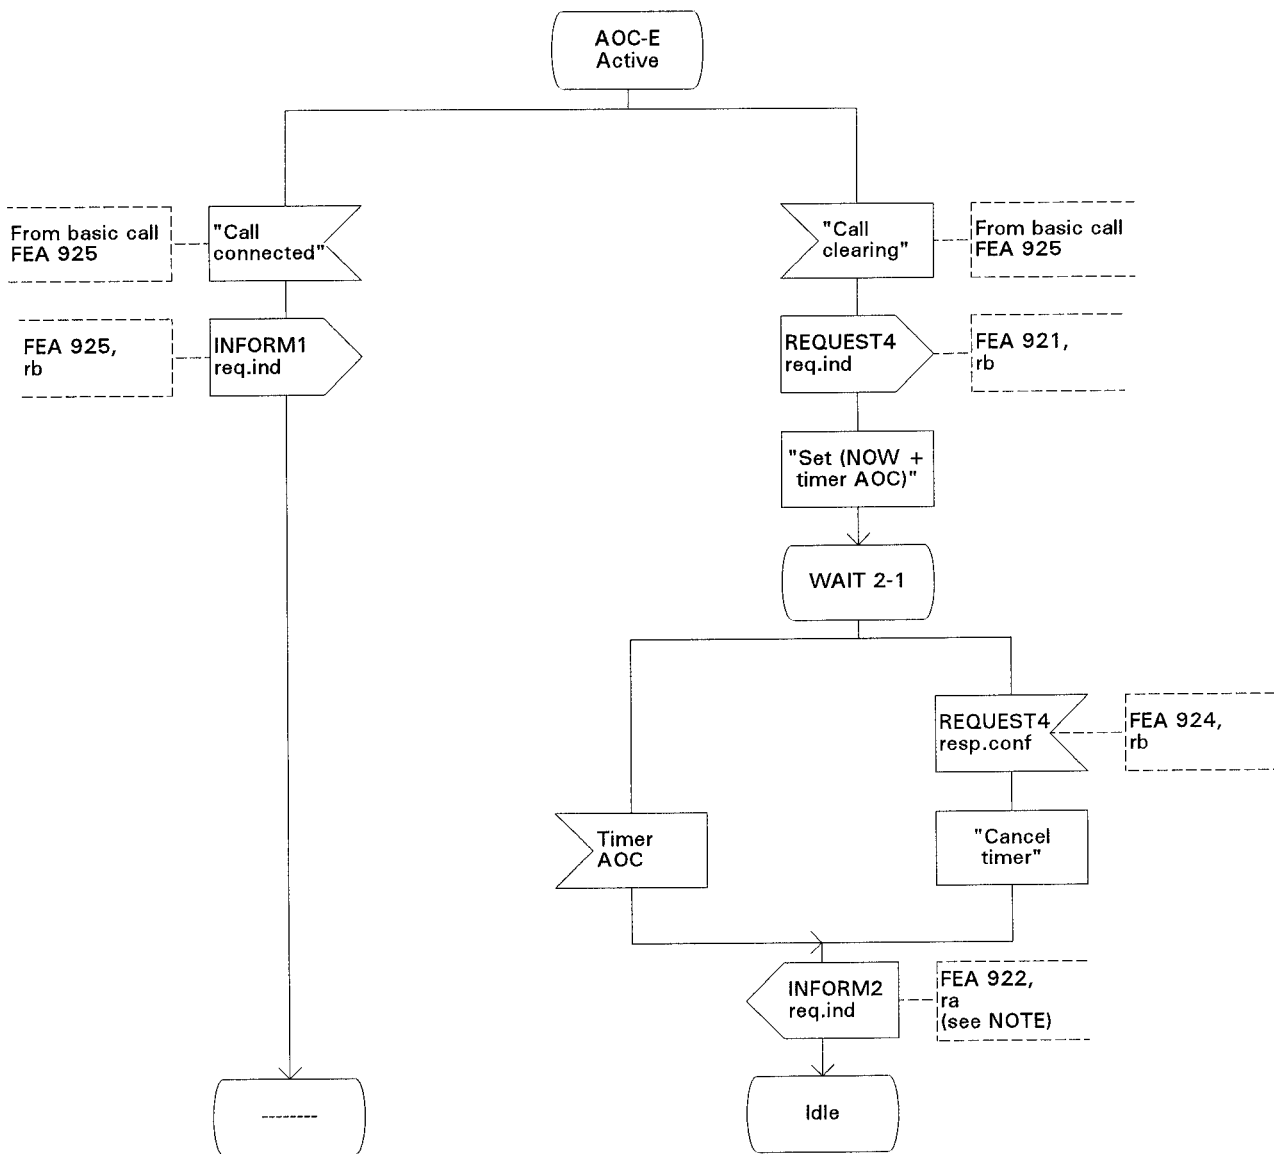 AOC-E
Active
From basic call
FEA 925
"Call
connected"
"Call
clearing"
From basic call
FEA 925
FEA 925,
rb
INFORM1
req.ind
REQUEST4
req.ind
FEA 921,
rb
"Set (NOW +
timer AOC)"
WAIT 2-1
REQUEST4
resp.conf
FEA 924,
rb
Timer
AOC
"Cancel
timer"
INFORM2
req.ind
FEA 922,
ra
(see NOTE)
--------
Idle